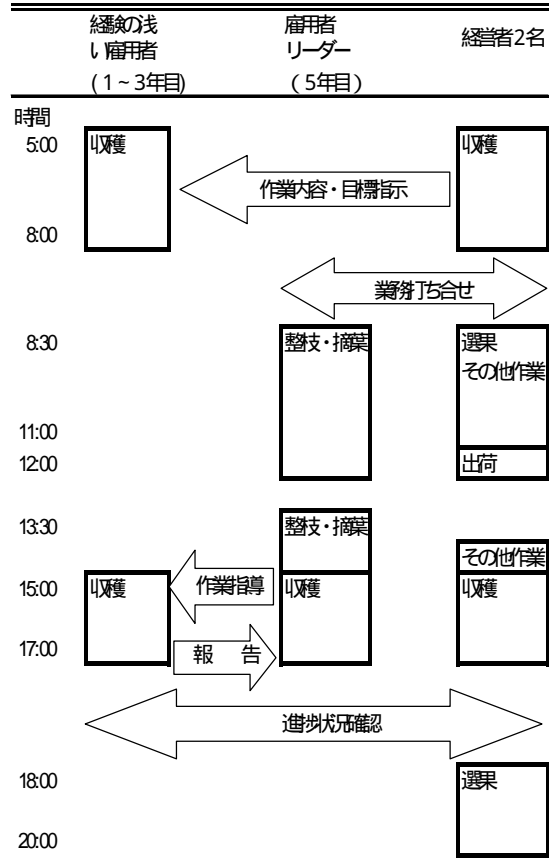 経験の浅
い雇用者
(1~3年目)
雇用者
リーダー
(5年目)
経営者2名
時間
5:00
収穫
収穫
作業内容・目標指示
8:00
業務打ち合せ
8:30
整枝・摘葉
選果
その他作業
11:00
12:00
出荷
13:30
整枝・摘葉
その他作業
15:00
収穫
作業指導
収穫
収穫
17:00
報 告
進捗状況確認
18:00
選果
20:00